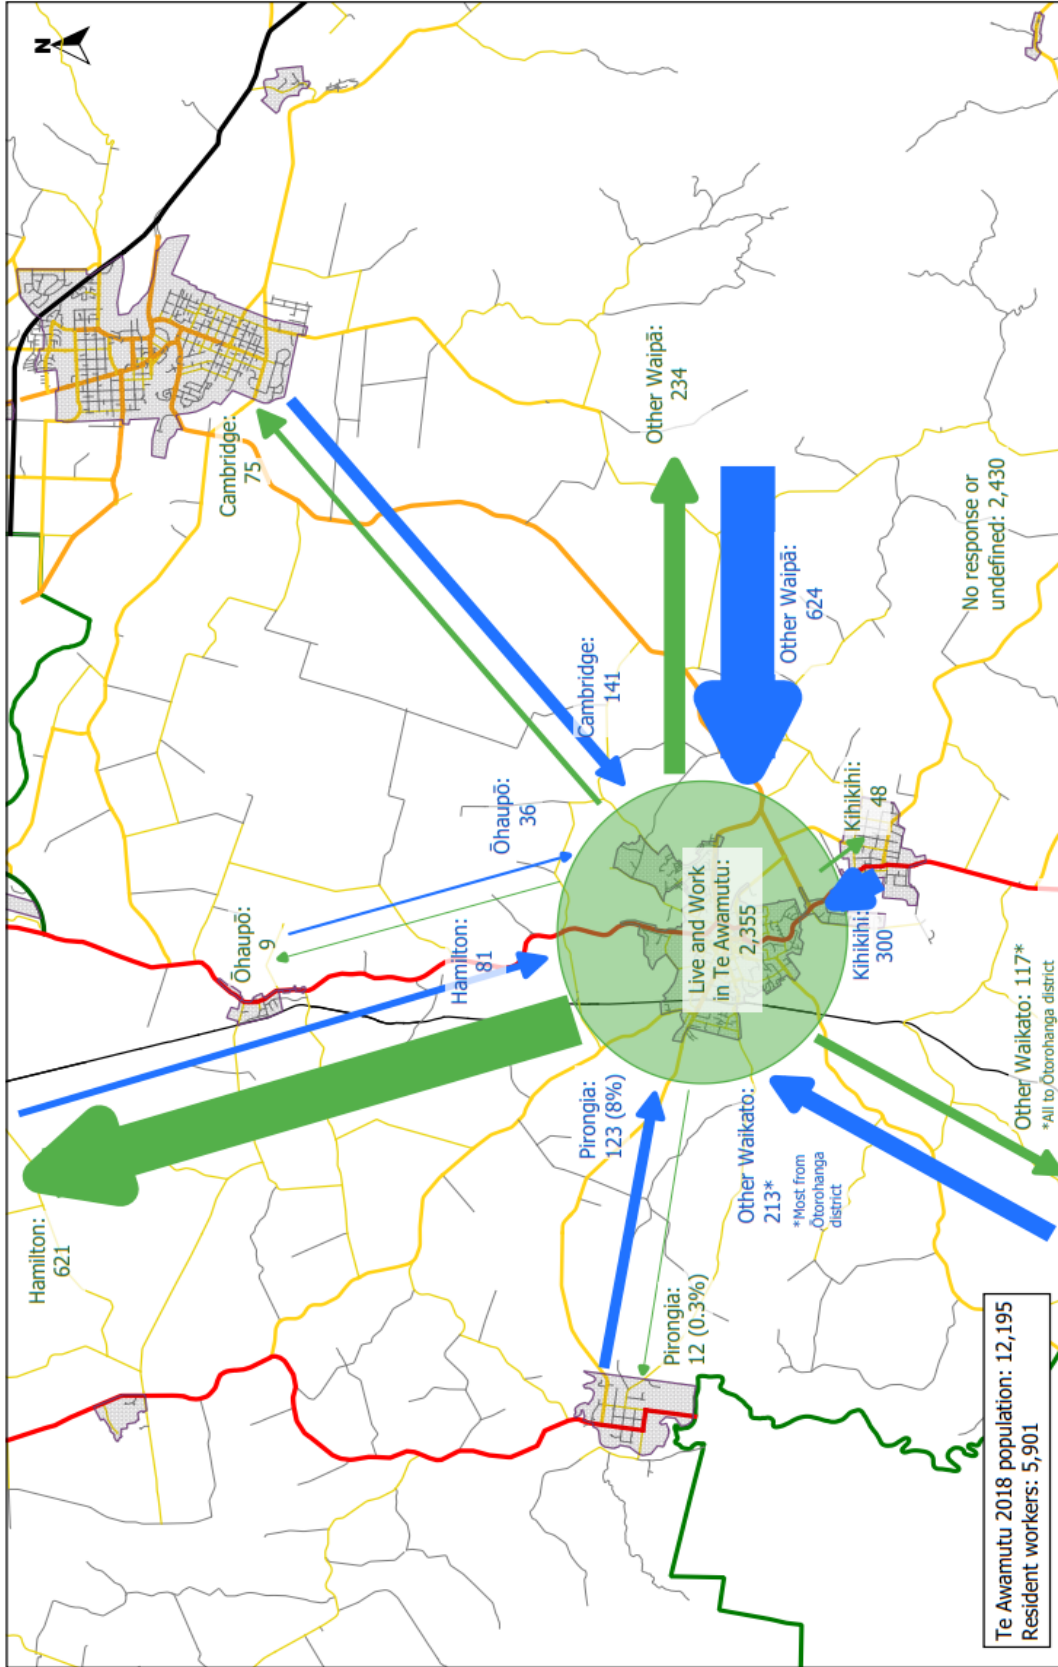 N
Hamilton:
621
Ōhaupō:
9
Cambridge:
75
Hamilton:
81
Ōhaupō:
36
Cambridge:
141
Pirongia:
123 (8%)
Pirongia:
12 (0.3%)
Other Waipā:
234
Live and Work
in Te Awamutu:
2,355
Other Waikato:
213*
*Most from
Ōtorohanga
district
Other Waipā:
624
Kihikihi:
300
Kihikihi:
48
No response or
undefined: 2,430
Other Waikato: 117*
*All to Ōtorohanga district
Te Awamutu 2018 population: 12,195
Resident workers: 5,901